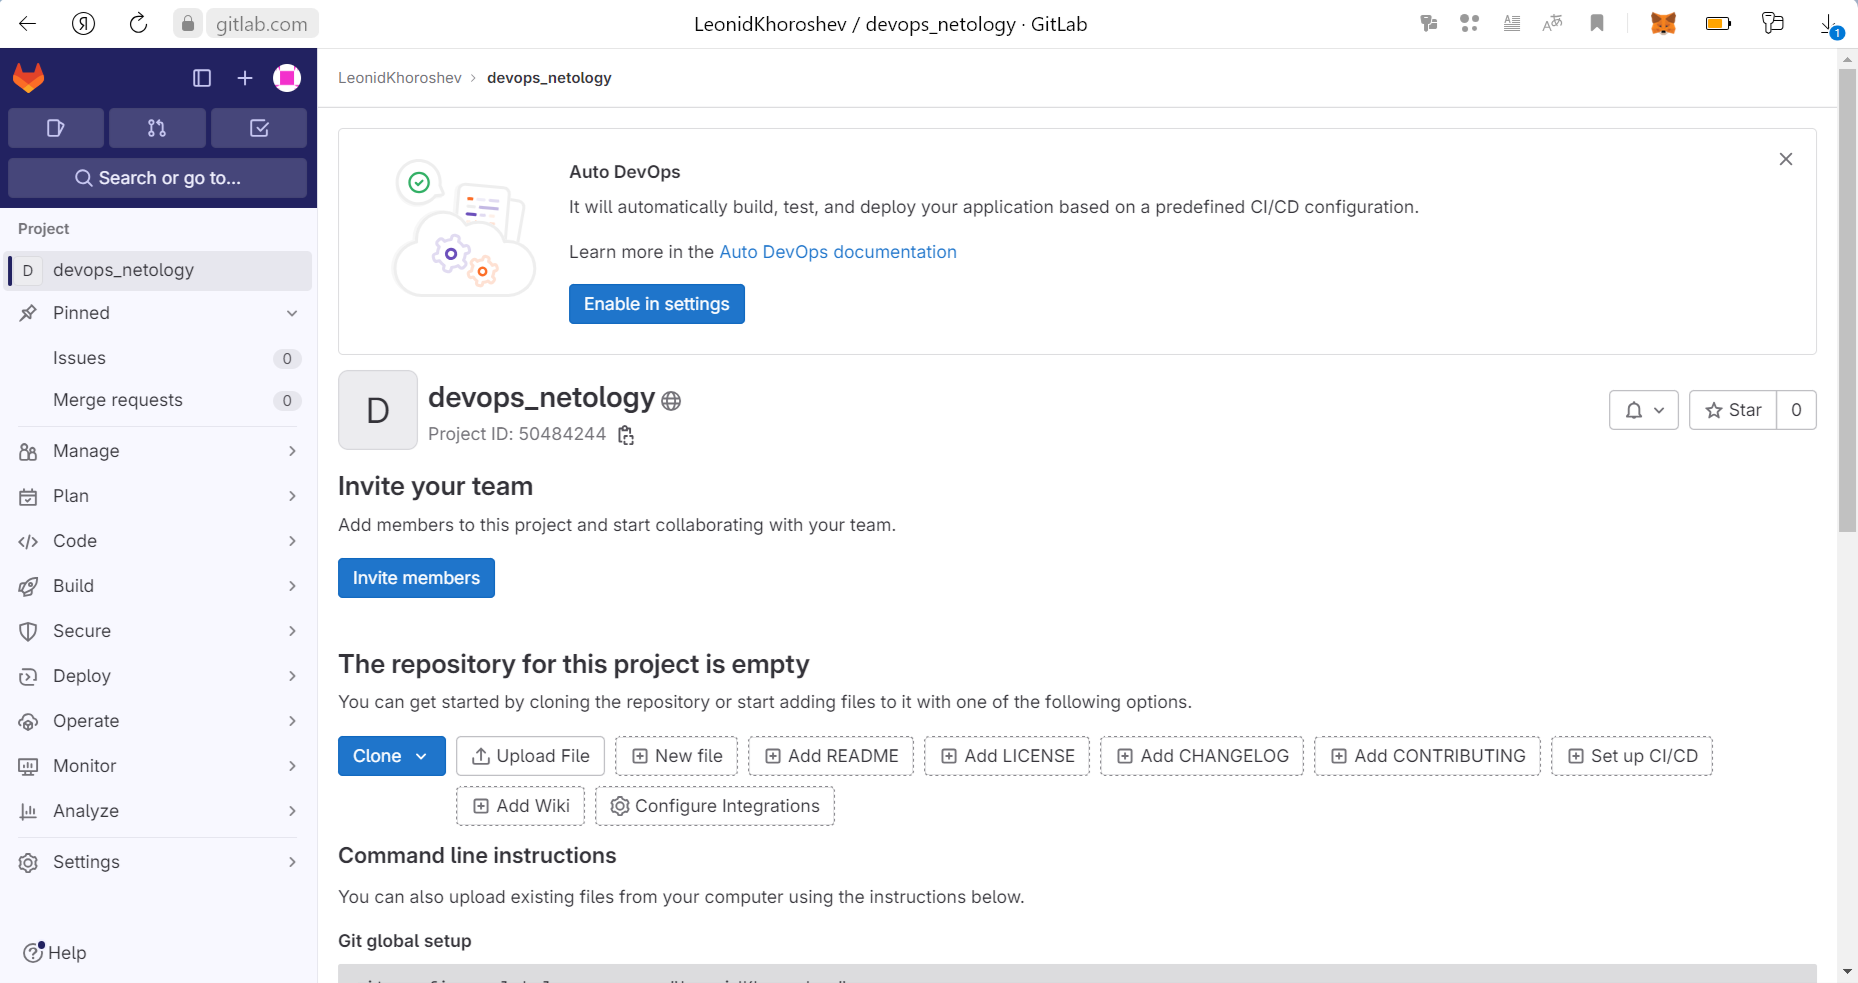 Я
gitlab.com
LeonidKhoroshev / devops_netology · GitLab
1
LeonidKhoroshev
devops_netology
Search or go to...
Project
D
devops_netology
Pinned
Issues
0
Merge requests
0
Manage
Plan
Code
Build
Secure
Deploy
Operate
Monitor
Analyze
Settings
Help
Auto DevOps
It will automatically build, test, and deploy your application based on a predefined CI/CD configuration.
Learn more in the Auto DevOps documentation
Enable in settings
D
devops_netology
Project ID: 50484244
Star
0
Invite your team
Add members to this project and start collaborating with your team.
Invite members
The repository for this project is empty
You can get started by cloning the repository or start adding files to it with one of the following options.
Clone
Upload File
New file
Add README
Add LICENSE
Add CHANGELOG
Add CONTRIBUTING
Set up CI/CD
Add Wiki
Configure Integrations
Command line instructions
You can also upload existing files from your computer using the instructions below.
Git global setup